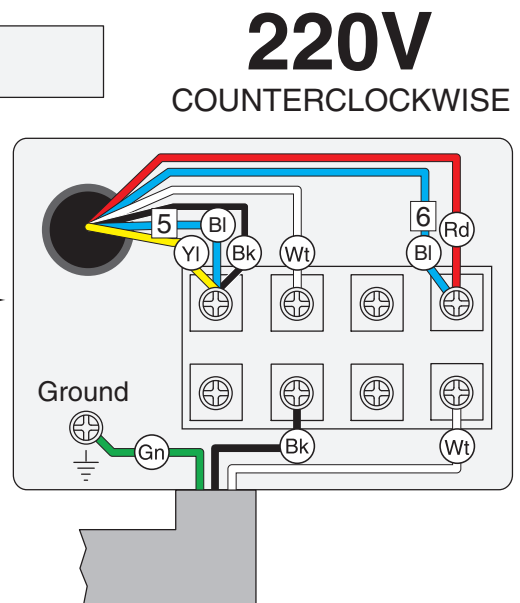 220V
COUNTERCLOCKWISE
5
Bl
6
Rd
Yl
Bk
Wt
Bl
Ground
Gn
Bk
Wt